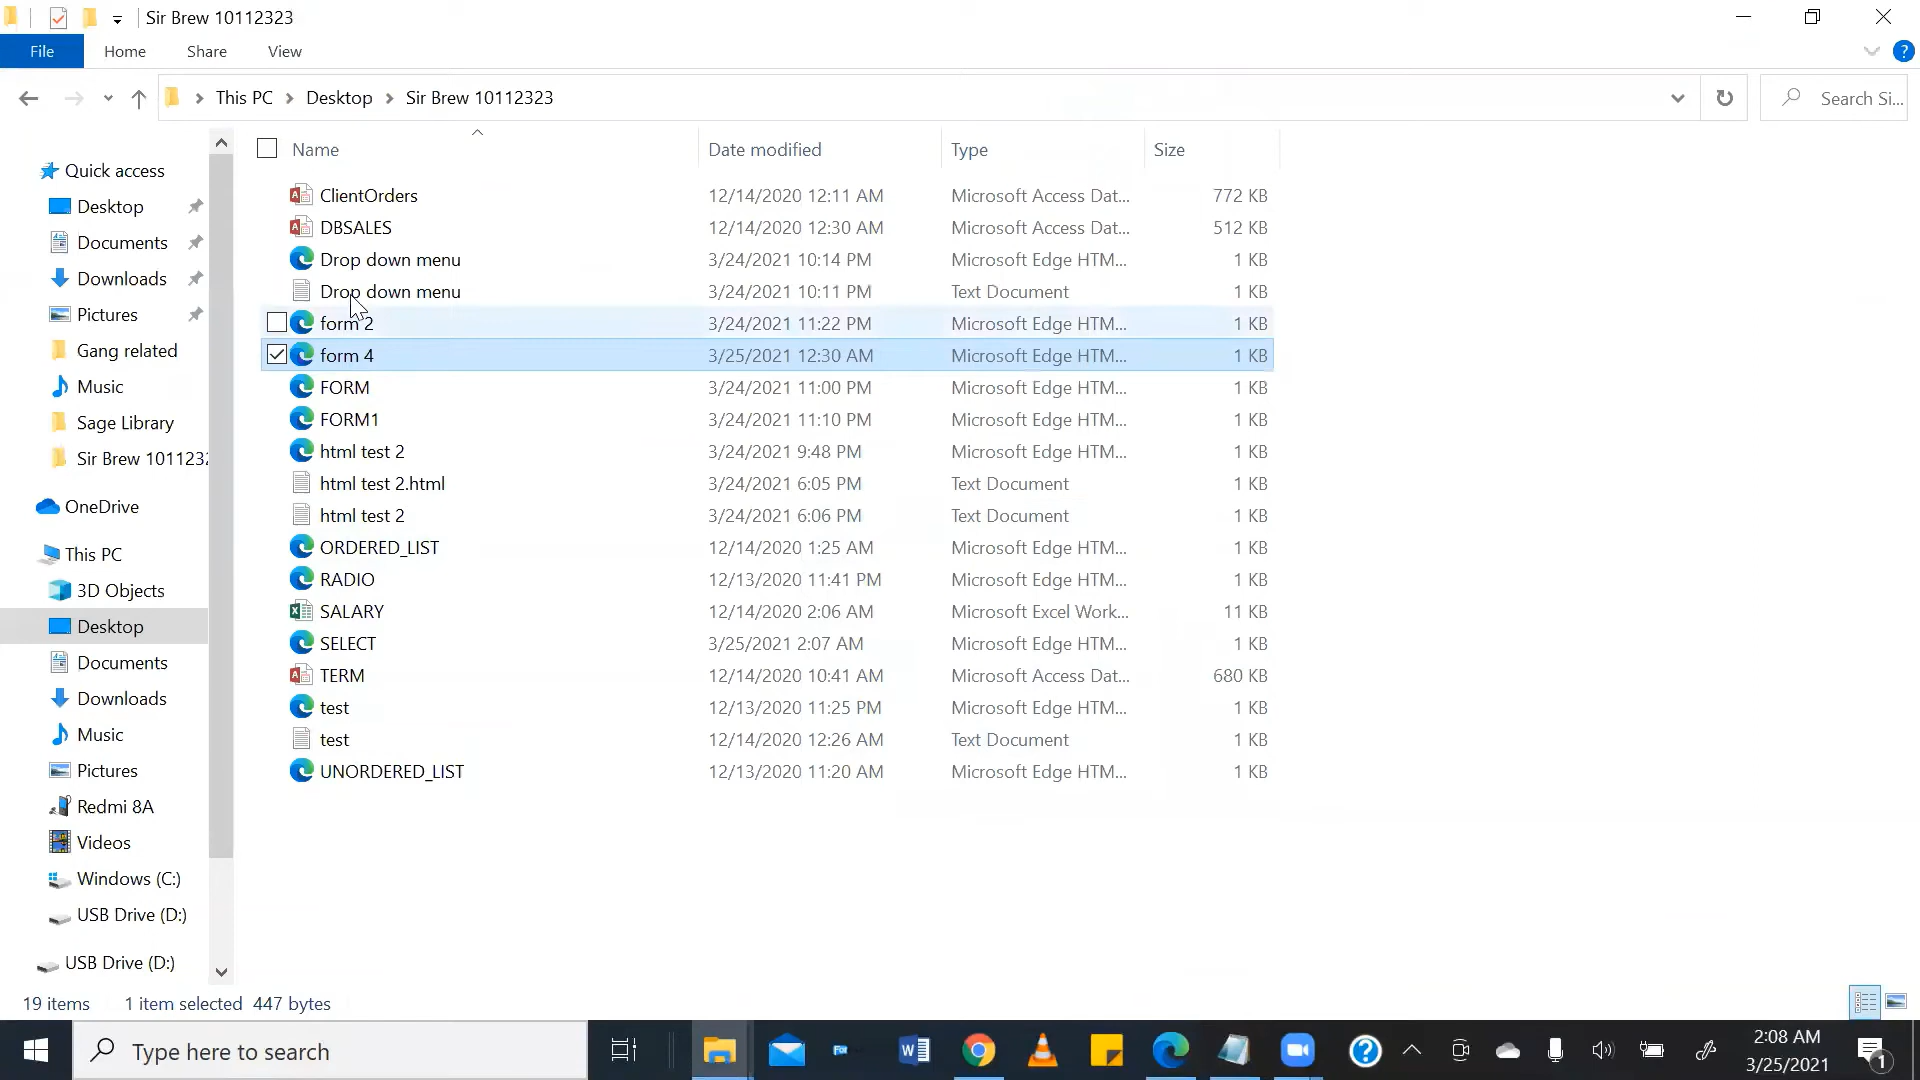 Sir Brew 10112323
File Home Share View
This PC Desktop Sir Brew 10112323
Search Si...
Name Date modified Type Size
Quick access
Desktop
Documents
Downloads
Pictures
Gang related
Music
Sage Library
Sir Brew 1011232
OneDrive
This PC
3D Objects
Desktop
Documents
Downloads
Music
Pictures
Redmi 8A
Videos
Windows (C:)
USB Drive (D:)
USB Drive (D:)
ClientOrders 12/14/2020 12:11 AM Microsoft Access Dat... 772 KB
DBSALES 12/14/2020 12:30 AM Microsoft Access Dat... 512 KB
Drop down menu 3/24/2021 10:14 PM Microsoft Edge HTM... 1 KB
Drop down menu 3/24/2021 10:11 PM Text Document 1 KB
form 2 3/24/2021 11:22 PM Microsoft Edge HTM... 1 KB
form 4 3/25/2021 12:30 AM Microsoft Edge HTM... 1 KB
FORM 3/24/2021 11:00 PM Microsoft Edge HTM... 1 KB
FORM1 3/24/2021 11:10 PM Microsoft Edge HTM... 1 KB
html test 2 3/24/2021 9:48 PM Microsoft Edge HTM... 1 KB
html test 2.html 3/24/2021 6:05 PM Text Document 1 KB
html test 2 3/24/2021 6:06 PM Text Document 1 KB
ORDERED_LIST 12/14/2020 1:25 AM Microsoft Edge HTM... 1 KB
RADIO 12/13/2020 11:41 PM Microsoft Edge HTM... 1 KB
SALARY 12/14/2020 2:06 AM Microsoft Excel Work... 11 KB
SELECT 3/25/2021 2:07 AM Microsoft Edge HTM... 1 KB
TERM 12/14/2020 10:41 AM Microsoft Access Dat... 680 KB
test 12/13/2020 11:25 PM Microsoft Edge HTM... 1 KB
test 12/14/2020 12:26 AM Text Document 1 KB
UNORDERED_LIST 12/13/2020 11:20 AM Microsoft Edge HTM... 1 KB
19 items 1 item selected 447 bytes
Type here to search
2:08 AM
3/25/2021
1